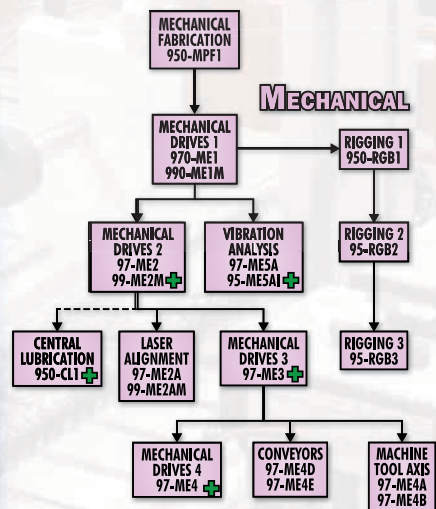 MECHANICAL
FABRICATION
950-MPF1
MECHANICAL
MECHANICAL
DRIVES 1
970-ME1
990-ME1M
RIGGING 1
950-RGB1
MECHANICAL
DRIVES 2
97-ME2
99-ME2M
VIBRATION
ANALYSIS
97-ME5A
95-ME5AI
RIGGING 2
95-RGB2
CENTRAL
LUBRICATION
950-CL1
LASER
ALIGNMENT
97-ME2A
99-ME2AM
MECHANICAL
DRIVES 3
97-ME3
RIGGING 3
95-RGB3
MECHANICAL
DRIVES 4
97-ME4
CONVEYORS
97-ME4D
97-ME4E
MACHINE
TOOL AXIS
97-ME4A
97-ME4B